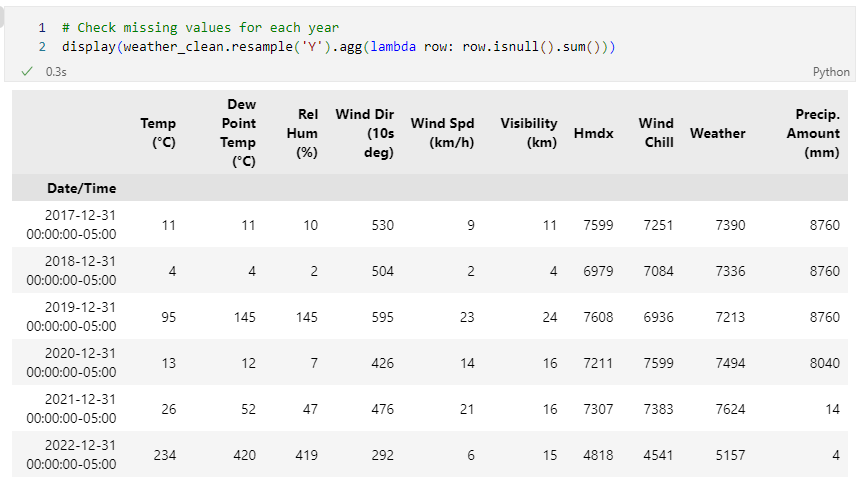 1 # Check missing values for each year
2 display(weather_clean.resample('Y').agg(lambda row: row.isnull().sum()))
0.3s Python
Temp (°C) Dew Point Temp (°C) Rel Hum (%) Wind Dir (10s deg) Wind Spd (km/h) Visibility (km) Hmdx Wind Chill Weather Precip. Amount (mm)
Date/Time
2017-12-31 00:00:00-05:00 11 11 10 530 9 11 7599 7251 7390 8760
2018-12-31 00:00:00-05:00 4 4 2 504 2 4 6979 7084 7336 8760
2019-12-31 00:00:00-05:00 95 145 145 595 23 24 7608 6936 7213 8760
2020-12-31 00:00:00-05:00 13 12 7 426 14 16 7211 7599 7494 8040
2021-12-31 00:00:00-05:00 26 52 47 476 21 16 7307 7383 7624 14
2022-12-31 00:00:00-05:00 234 420 419 292 6 15 4818 4541 5157 4